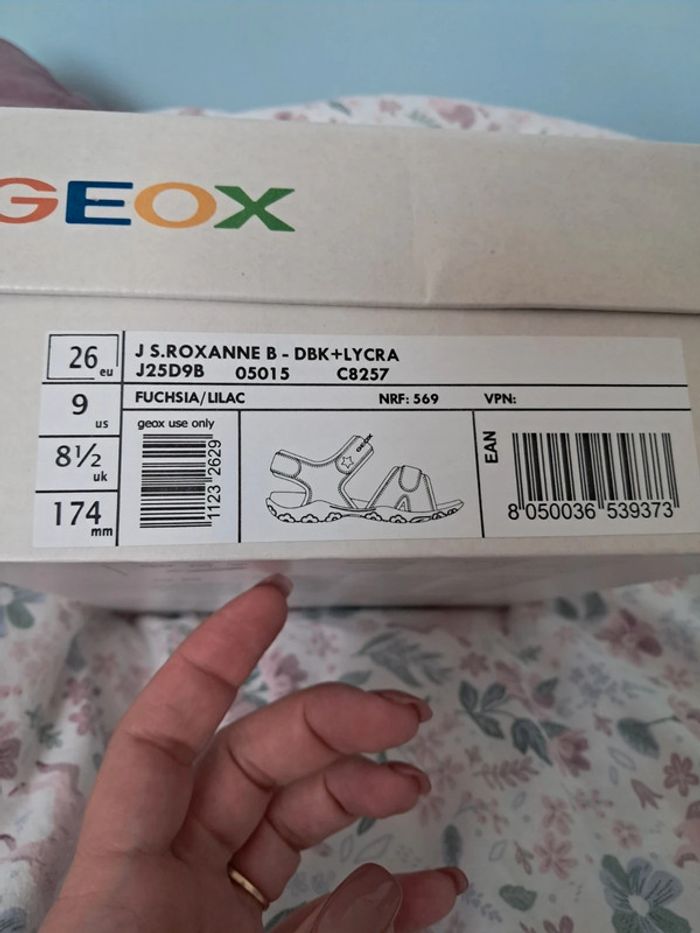 GEOX
26 eu
J S.ROXANNE B - DBK+LYCRA
J25D9B 05015 C8257
9 us
FUCHSIA/LILAC NRF: 569 VPN:
8½ uk
geox use only
1123 2629
GEOX
EAN
8 050036 539373
174 mm